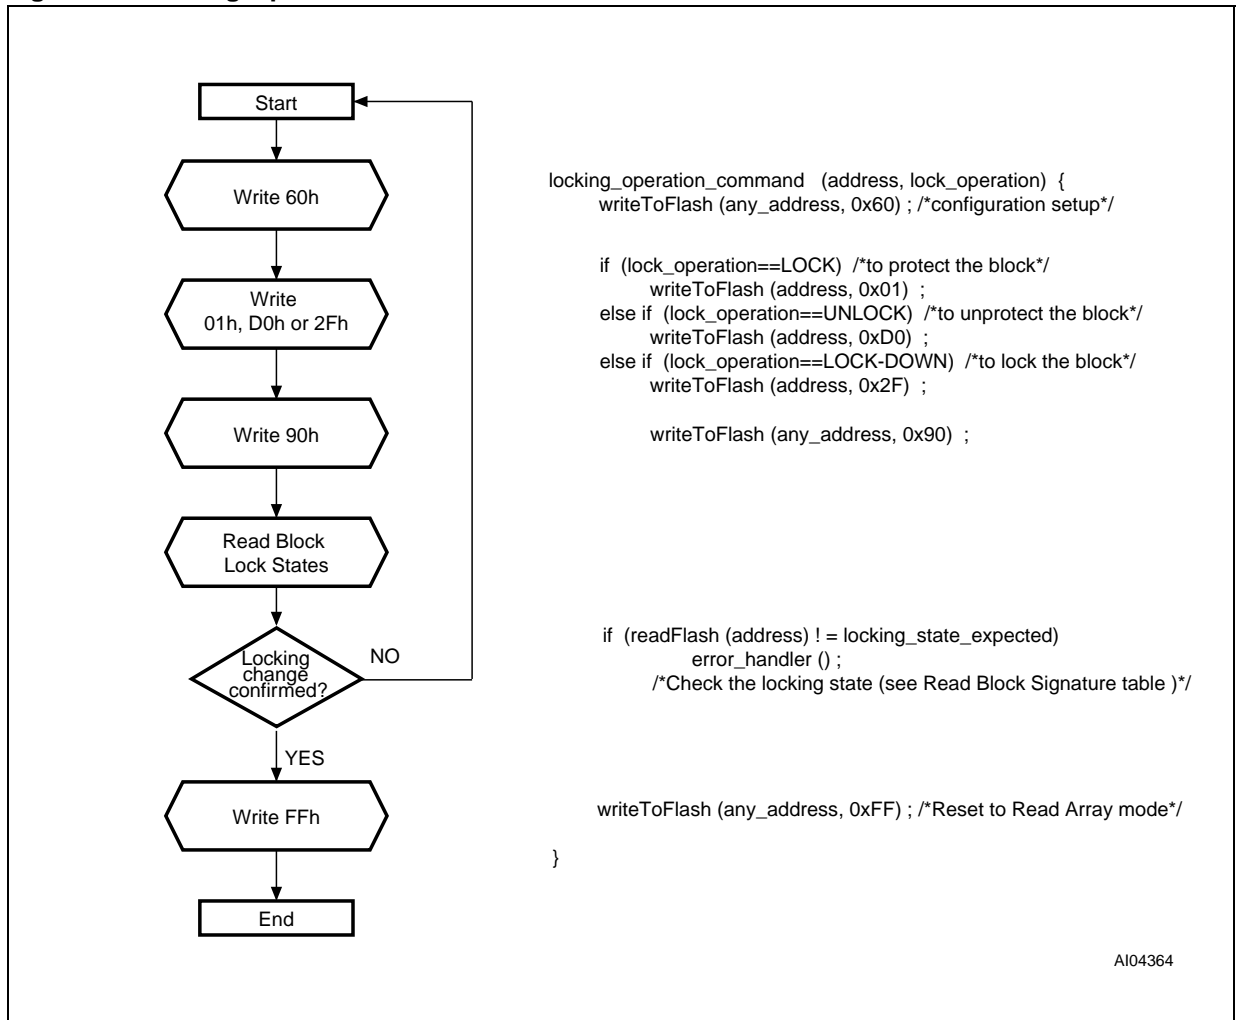 Start
Write 60h
Write
01h, D0h or 2Fh
Write 90h
Read Block
Lock States
Locking
change
confirmed?
NO
YES
Write FFh
End
locking_operation_command (address, lock_operation) {
writeToFlash (any_address, 0x60) ; /*configuration setup*/
if (lock_operation==LOCK) /*to protect the block*/
writeToFlash (address, 0x01) ;
else if (lock_operation==UNLOCK) /*to unprotect the block*/
writeToFlash (address, 0xD0) ;
else if (lock_operation==LOCK-DOWN) /*to lock the block*/
writeToFlash (address, 0x2F) ;
writeToFlash (any_address, 0x90) ;
if (readFlash (address) ! = locking_state_expected)
error_handler () ;
/*Check the locking state (see Read Block Signature table )*/
writeToFlash (any_address, 0xFF) ; /*Reset to Read Array mode*/
}
AI04364